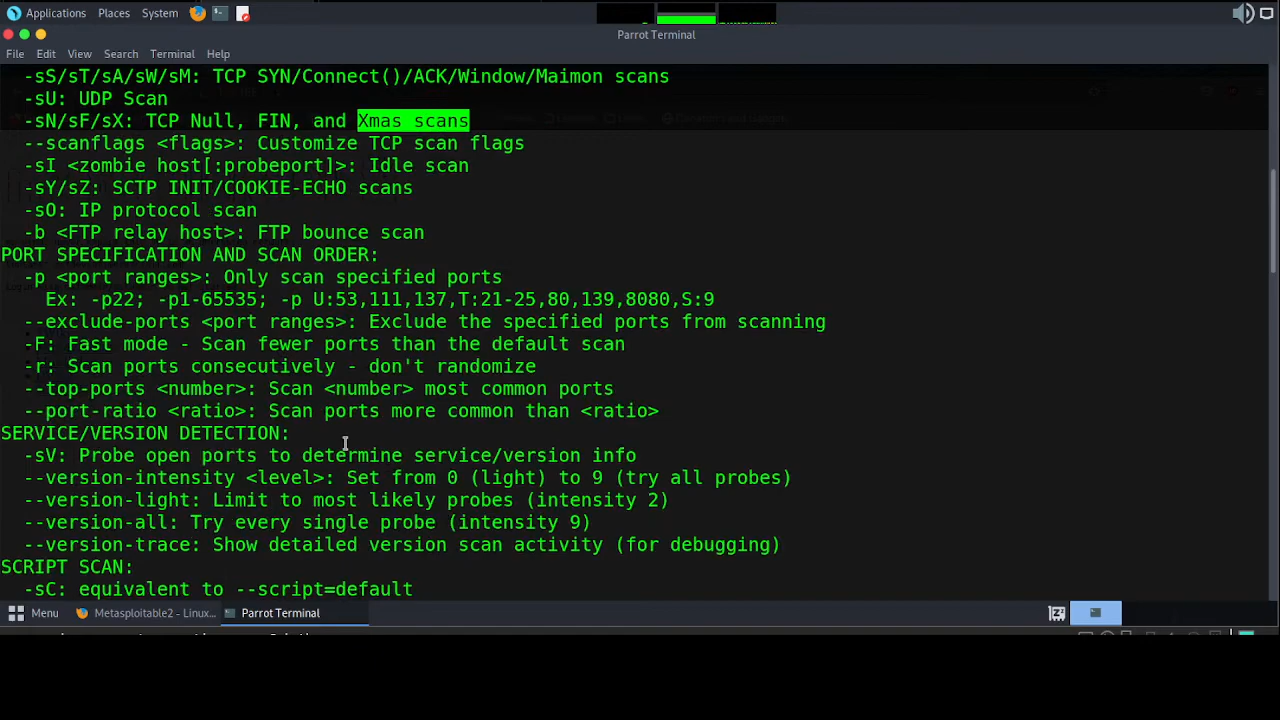 Applications Places System
Parrot Terminal
File Edit View Search Terminal Help
-sS/sT/sA/sW/sM: TCP SYN/Connect()/ACK/Window/Maimon scans
-sU: UDP Scan
-sN/sF/sX: TCP Null, FIN, and Xmas scans
--scanflags <flags>: Customize TCP scan flags
-sI <zombie host[:probeport]>: Idle scan
-sY/sZ: SCTP INIT/COOKIE-ECHO scans
-sO: IP protocol scan
-b <FTP relay host>: FTP bounce scan
PORT SPECIFICATION AND SCAN ORDER:
-p <port ranges>: Only scan specified ports
Ex: -p22; -p1-65535; -p U:53,111,137,T:21-25,80,139,8080,S:9
--exclude-ports <port ranges>: Exclude the specified ports from scanning
-F: Fast mode - Scan fewer ports than the default scan
-r: Scan ports consecutively - don't randomize
--top-ports <number>: Scan <number> most common ports
--port-ratio <ratio>: Scan ports more common than <ratio>
SERVICE/VERSION DETECTION:
-sV: Probe open ports to determine service/version info
--version-intensity <level>: Set from 0 (light) to 9 (try all probes)
--version-light: Limit to most likely probes (intensity 2)
--version-all: Try every single probe (intensity 9)
--version-trace: Show detailed version scan activity (for debugging)
SCRIPT SCAN:
-sC: equivalent to --script=default
Menu Metasploitable2 - Linux... Parrot Terminal